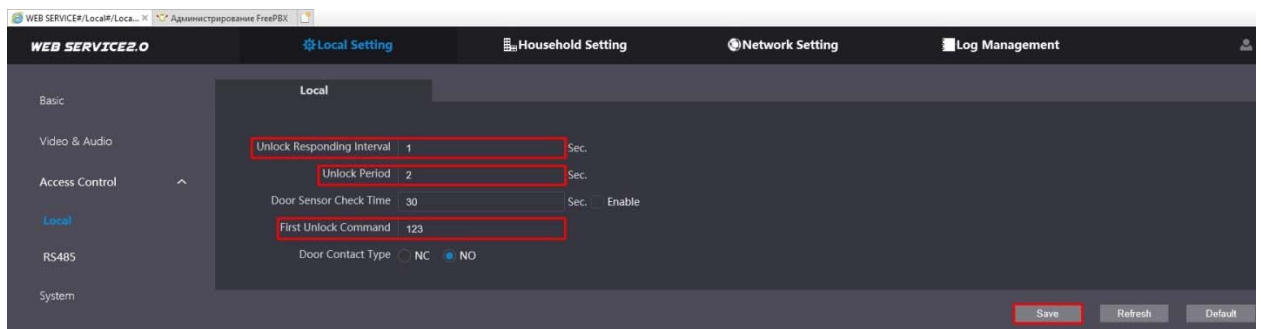 WEB SERVICE#/Local#/Loca... × Администрирование FreePBX
WEB SERVICE2.0 Local Setting Household Setting Network Setting Log Management
Local
Basic
Video & Audio
Unlock Responding Interval 1 Sec.
Unlock Period 2 Sec.
Access Control
Door Sensor Check Time 30 Sec. Enable
Local
First Unlock Command 123
RS485
Door Contact Type NC NO
System
Save Refresh Default